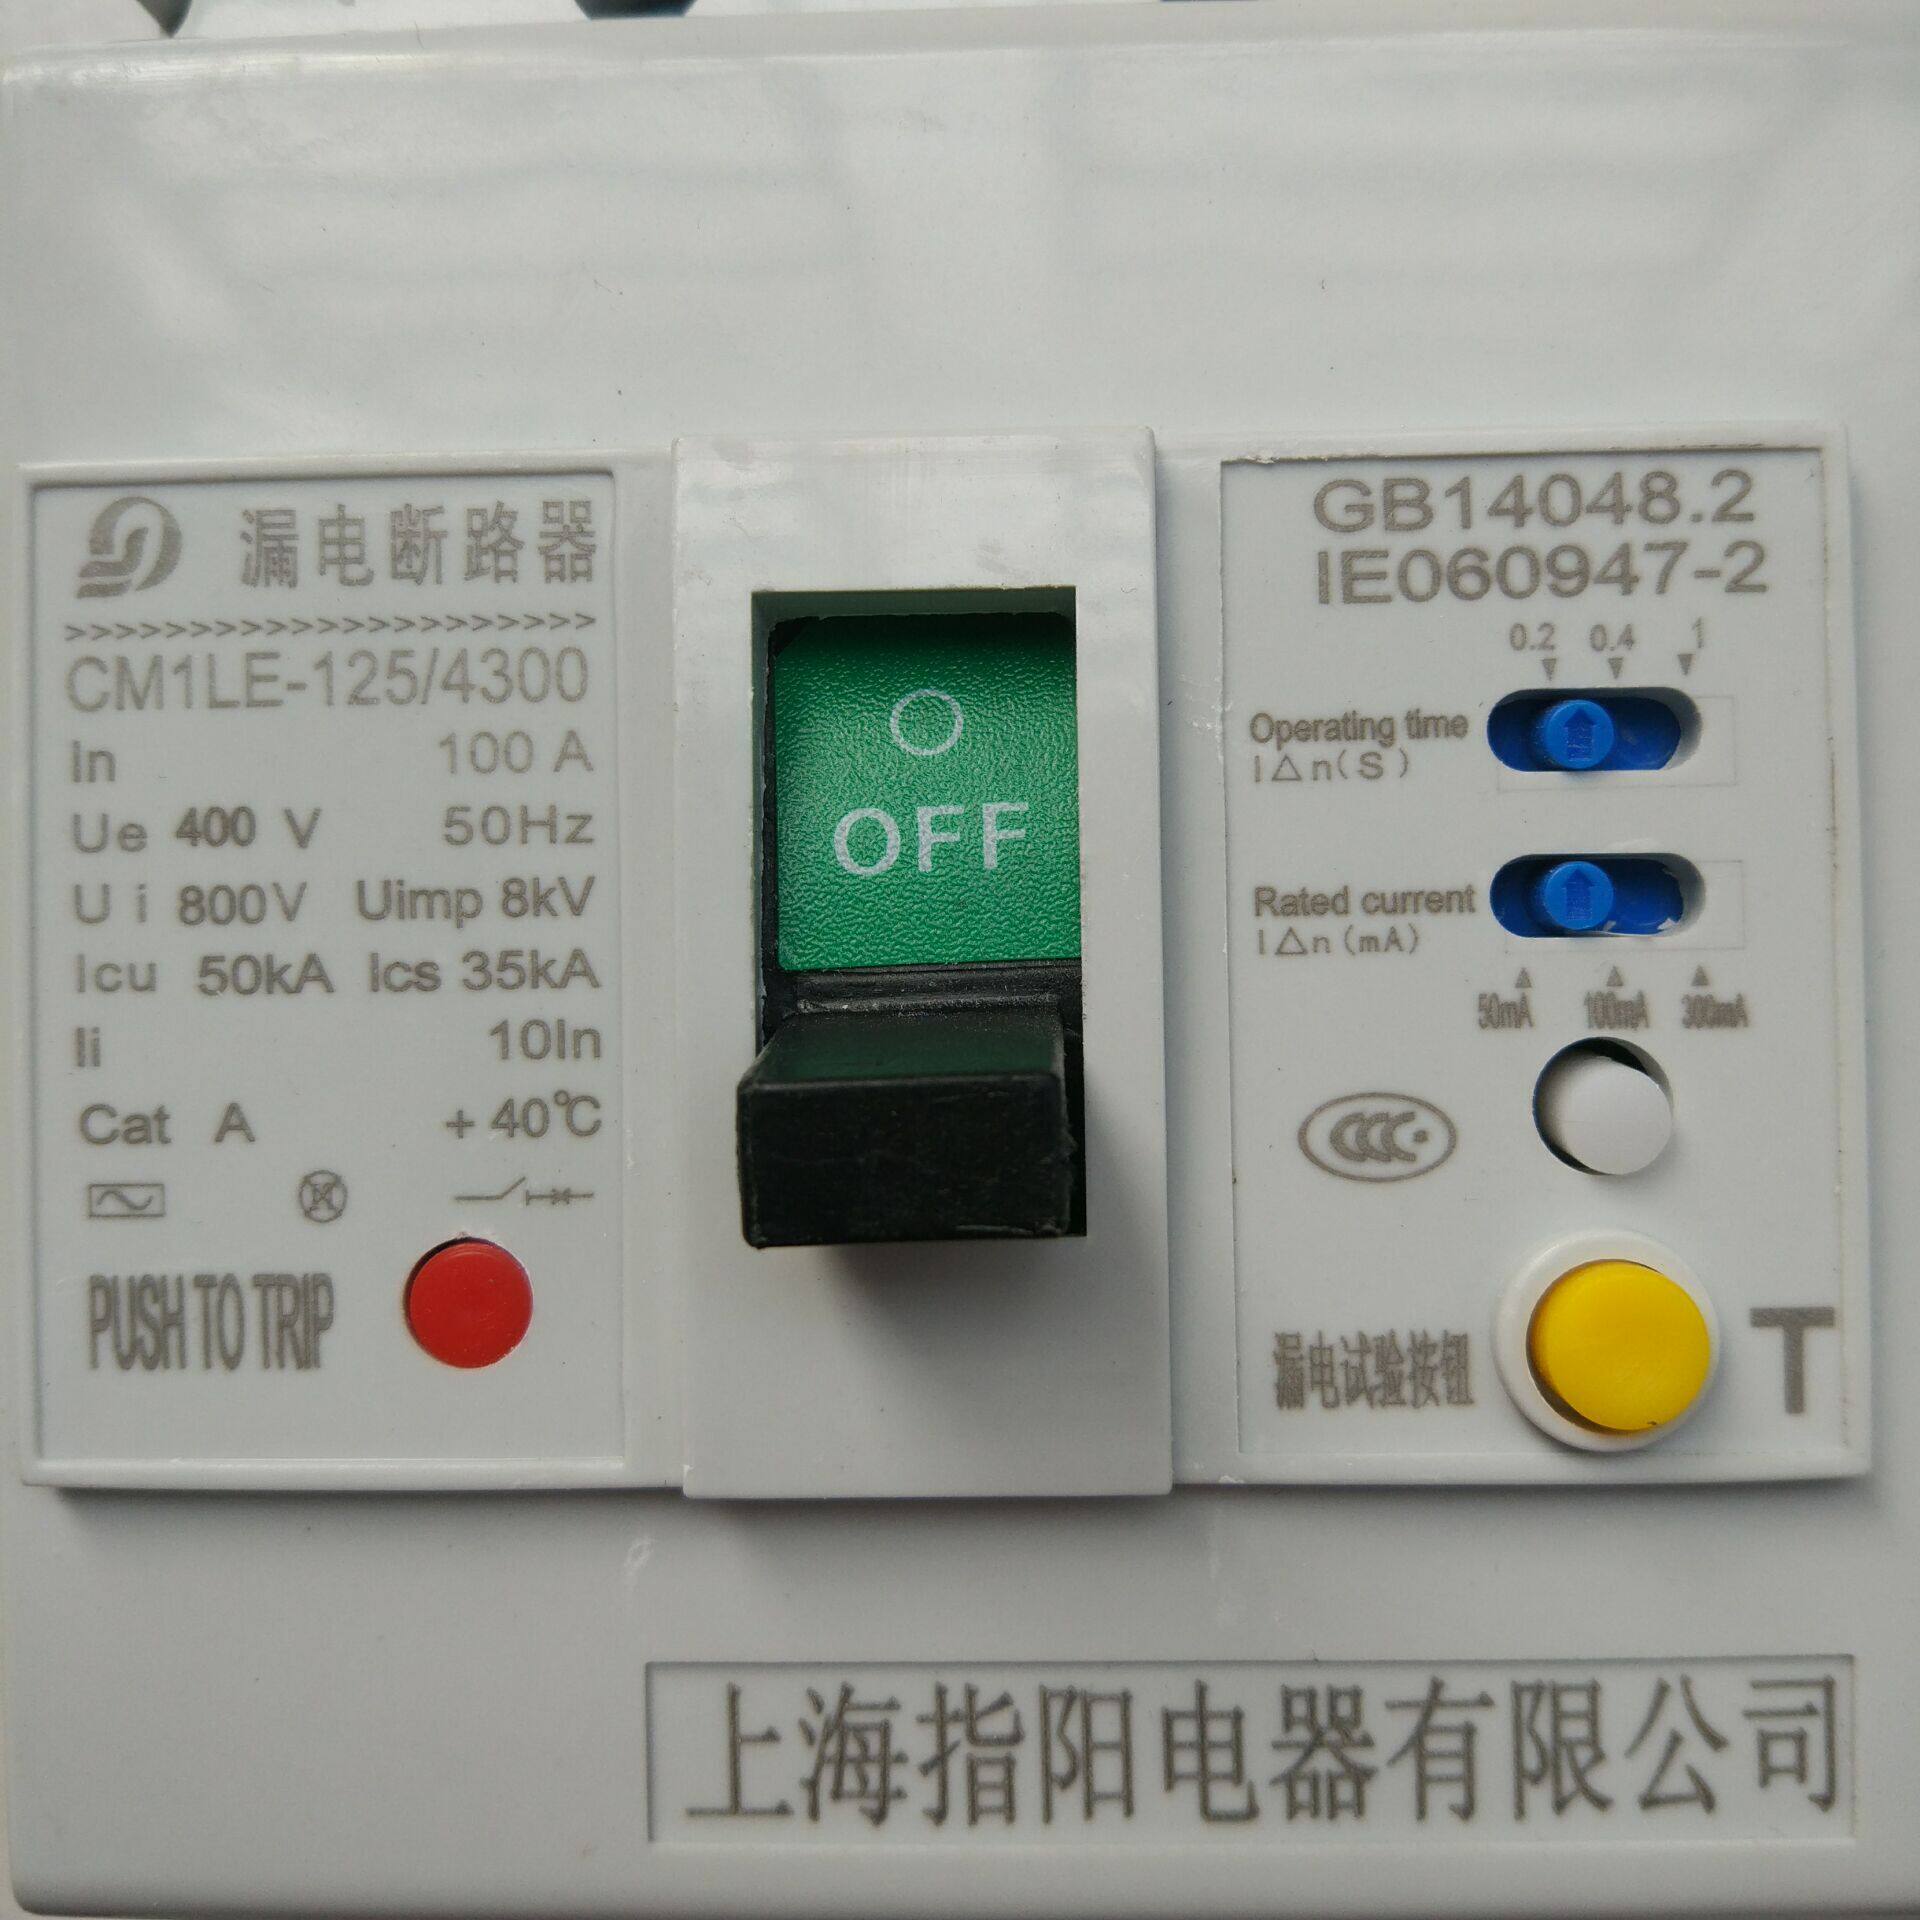 漏电断路器
>>>>>>>>>>>>>>>>>>>>>
CM1LE-125/4300
In 100 A
Ue 400 V 50Hz
Ui 800V Uimp 8kV
Icu 50kA Ics 35kA
Ii 10In
Cat A +40℃
PUSH TO TRIP
O
OFF
GB14048.2
IE060947-2
0.2 0.4 1
Operating time
I△n(S)
Rated current
I△n(mA)
50mA 100mA 300mA
CCC
漏电试验按钮 T
上海指阳电器有限公司